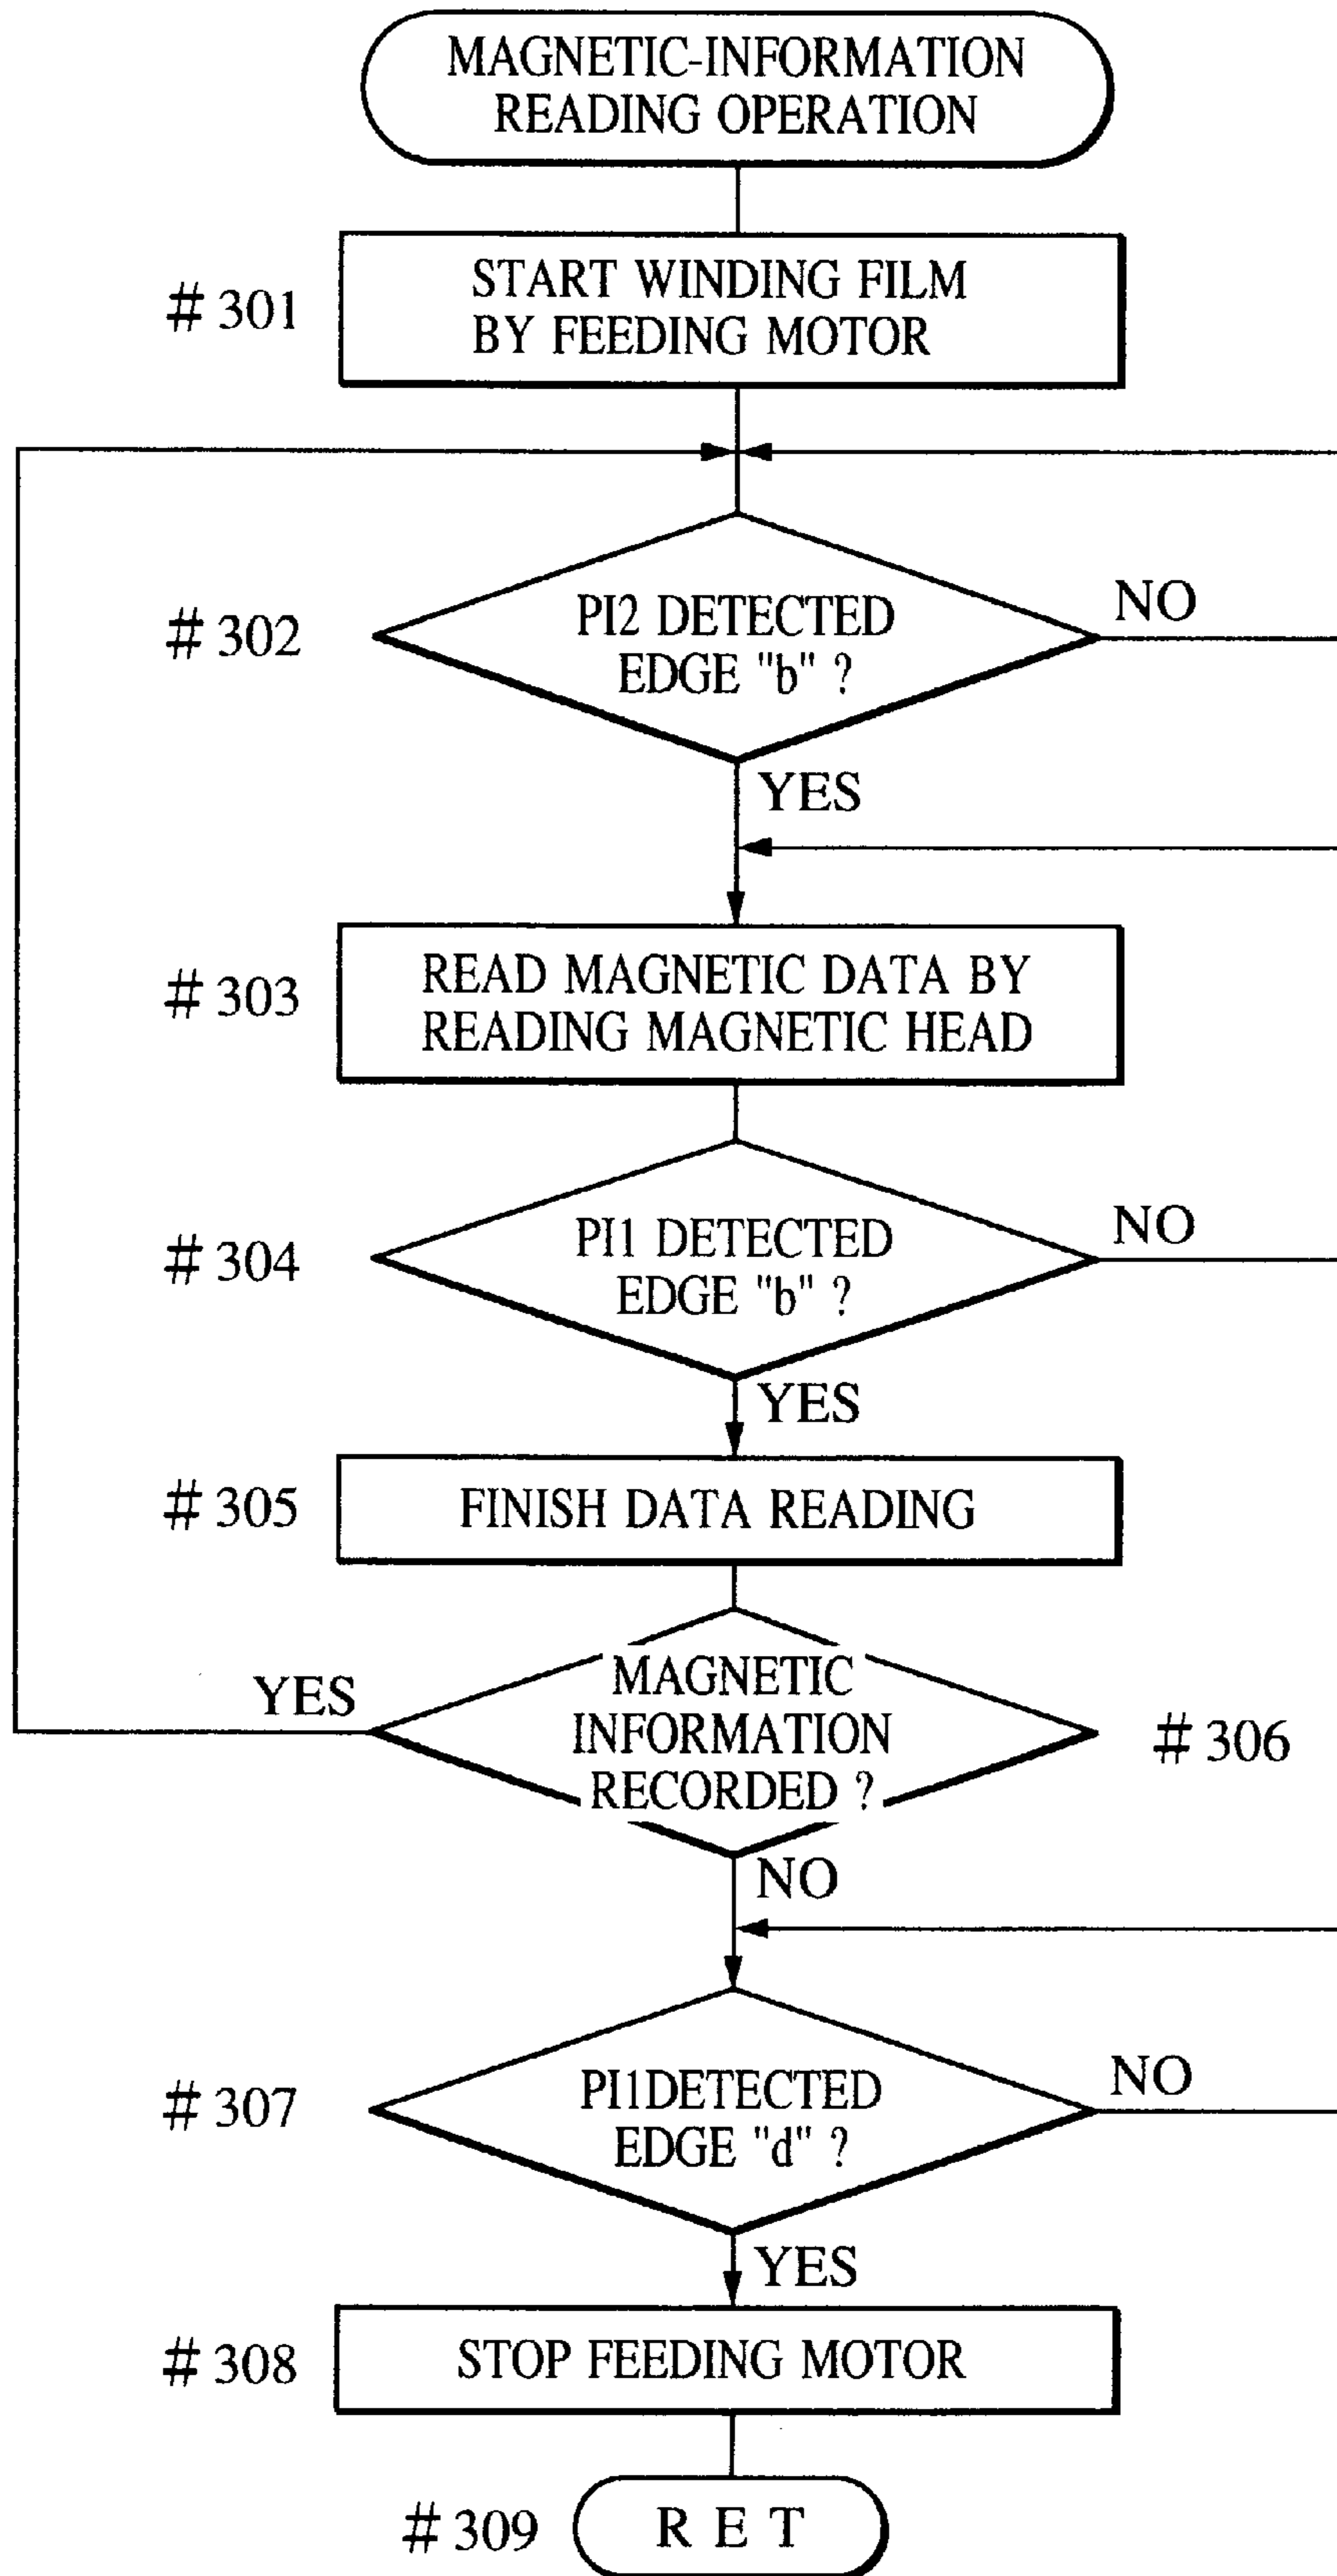 MAGNETIC-INFORMATION
READING OPERATION
# 301
START WINDING FILM
BY FEEDING MOTOR
# 302
PI2 DETECTED
EDGE "b" ?
NO
YES
# 303
READ MAGNETIC DATA BY
READING MAGNETIC HEAD
# 304
PI1 DETECTED
EDGE "b" ?
NO
YES
# 305
FINISH DATA READING
YES
MAGNETIC
INFORMATION
RECORDED ?
# 306
NO
# 307
PI1DETECTED
EDGE "d" ?
NO
YES
# 308
STOP FEEDING MOTOR
# 309
R E T